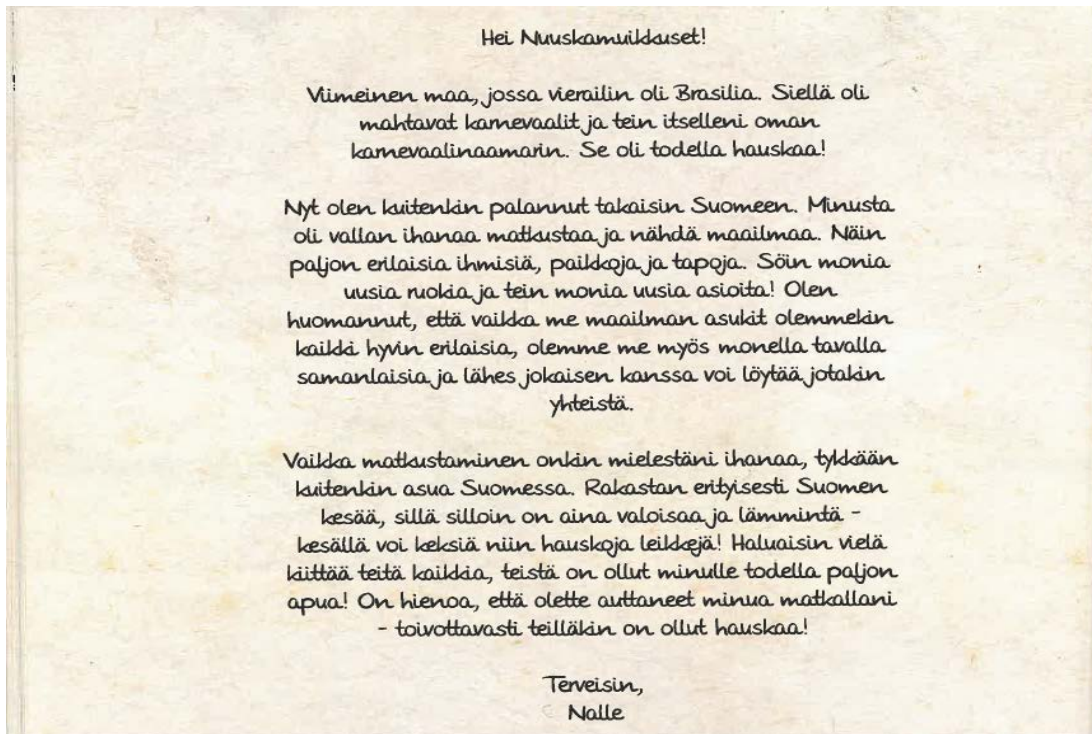 Hei Nuuskamuikkuset!
Viimeinen maa, jossa vierailin oli Brasilia. Siellä oli
mahtavat karnevaalit ja tein itselleni oman
karnevaalinaamarin. Se oli todella hauskaa!
Nyt olen kuitenkin palannut takaisin Suomeen. Minusta
oli vallan ihanaa matkustaa ja nähdä maailmaa. Näin
paljon erilaisia ihmisiä, paikkoja ja tapoja. Söin monia
uusia ruokia ja tein monia uusia asioita! Olen
huomannut, että vaikka me maailman asukit olemmekin
kaikki hyvin erilaisia, olemme me myös monella tavalla
samanlaisia ja lähes jokaisen kanssa voi löytää jotakin
yhteistä.
Vaikka matkustaminen onkin mielestäni ihanaa, tykkään
kuitenkin asua Suomessa. Rakastan erityisesti Suomen
kesää, sillä silloin on aina valoisaa ja lämmintä -
kesällä voi keksiä niin hauskoja leikkejä! Haluaisin vielä
kiittää teitä kaikkia, teistä on ollut minulle todella paljon
apua! On hienoa, että olette auttaneet minua matkallani
- toivottavasti teilläkin on ollut hauskaa!
Terveisin,
Nalle